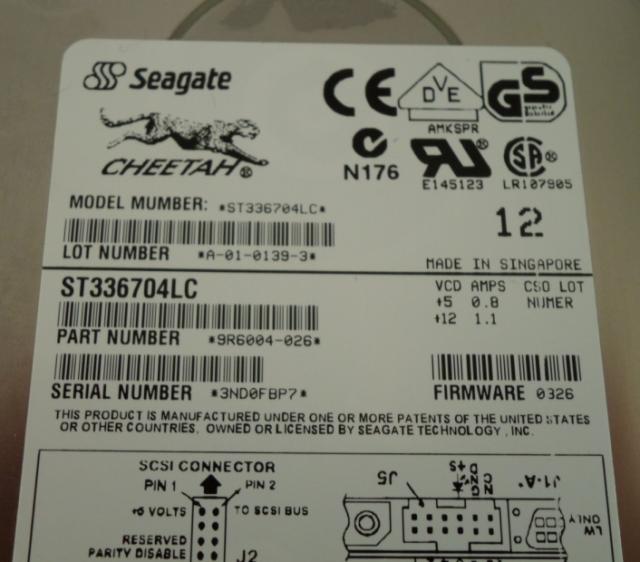 Seagate
CHEETAH®
CE
DVE
AMKSPR
GS
N176
E145123
LR107905
MODEL MUMBER: *ST336704LC*
12
LOT NUMBER *A-01-0139-3*
MADE IN SINGAPORE
ST336704LC
VCD AMPS CSO LOT
+5 0.8 NUMER
+12 1.1
PART NUMBER *9R6004-026*
SERIAL NUMBER *3ND0FBP7*
FIRMWARE 0326
THIS PRODUCT IS MANUFACTURED UNDER ONE OR MORE PATENTS OF THE UNITED STATES
OR OTHER COUNTRIES, OWNED OR LICENSED BY SEAGATE TECHNOLOGY, INC.
SCSI CONNECTOR
PIN 1 PIN 2
+5 VOLTS TO SCSI BUS
RESERVED
PARITY DISABLE
J2
J5
J1-A*
LW
ONLY